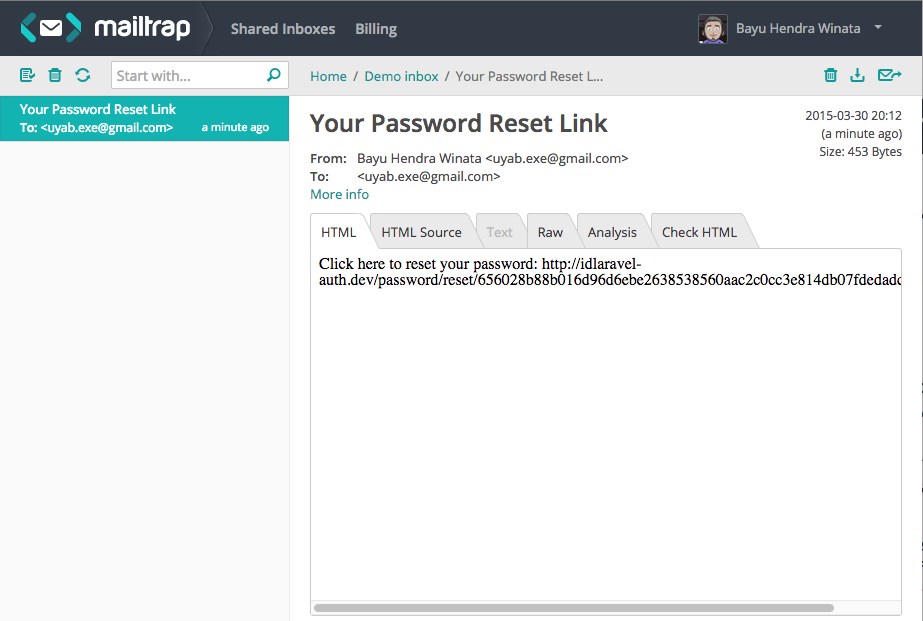 mailtrap
Shared Inboxes
Billing
Bayu Hendra Winata
Start with...
Home / Demo inbox / Your Password Reset L...
Your Password Reset Link
To: <uyab.exe@gmail.com>
a minute ago
Your Password Reset Link
2015-03-30 20:12
(a minute ago)
Size: 453 Bytes
From: Bayu Hendra Winata <uyab.exe@gmail.com>
To: <uyab.exe@gmail.com>
More info
HTML
HTML Source
Text
Raw
Analysis
Check HTML
Click here to reset your password: http://idlaravel-
auth.dev/password/reset/656028b88b016d96d6ebe2638538560aac2c0cc3e814db07fdedadc